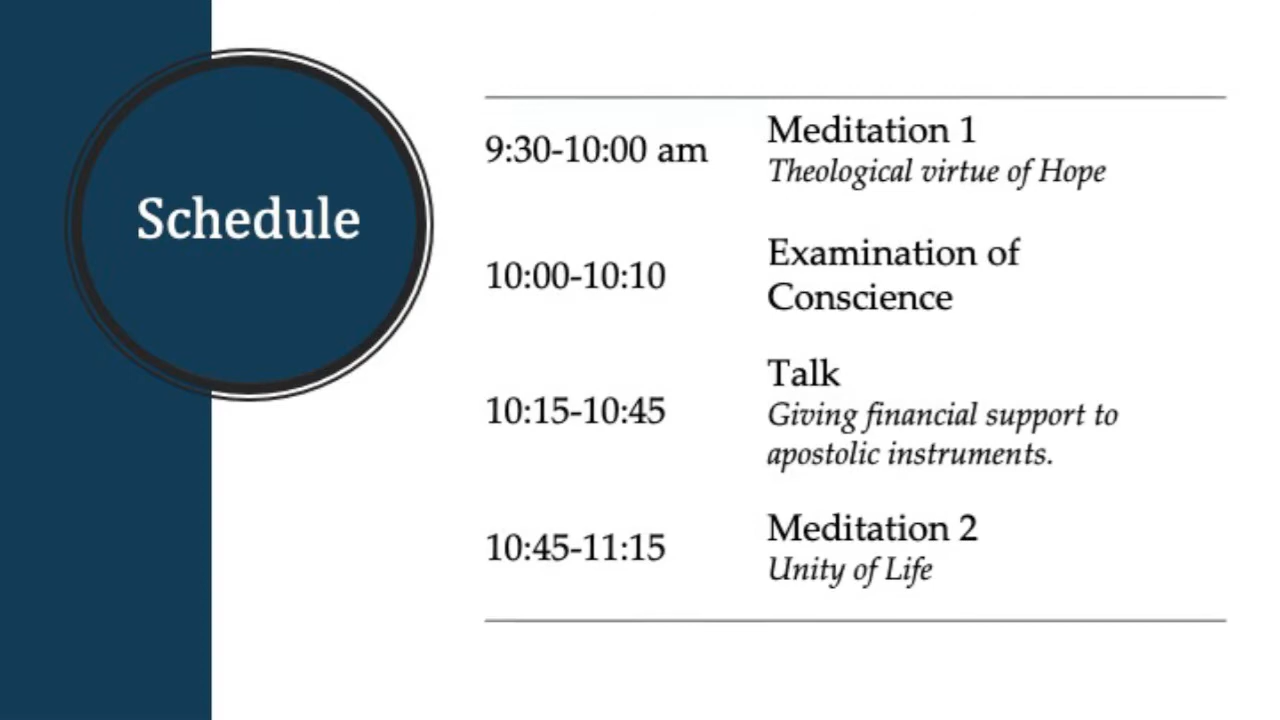 Schedule
9:30-10:00 am
Meditation 1
Theological virtue of Hope
10:00-10:10
Examination of
Conscience
10:15-10:45
Talk
Giving financial support to
apostolic instruments.
10:45-11:15
Meditation 2
Unity of Life